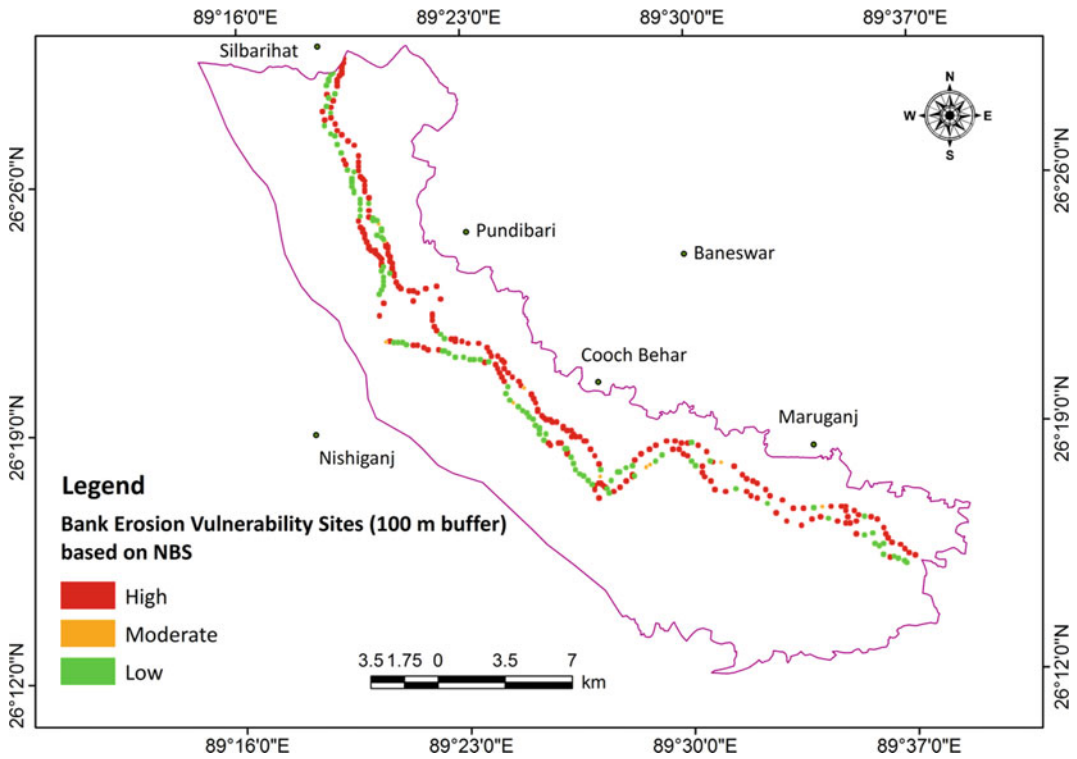 89°16'0"E 89°23'0"E 89°30'0"E 89°37'0"E
Silbarihat
N
W E
S
26°26'0"N 26°26'0"N
Pundibari
Baneswar
Cooch Behar
Maruganj
26°19'0"N 26°19'0"N
Nishiganj
Legend
Bank Erosion Vulnerability Sites (100 m buffer)
based on NBS
High
Moderate
Low
3.5 1.75 0 3.5 7
km
26°12'0"N 26°12'0"N
89°16'0"E 89°23'0"E 89°30'0"E 89°37'0"E